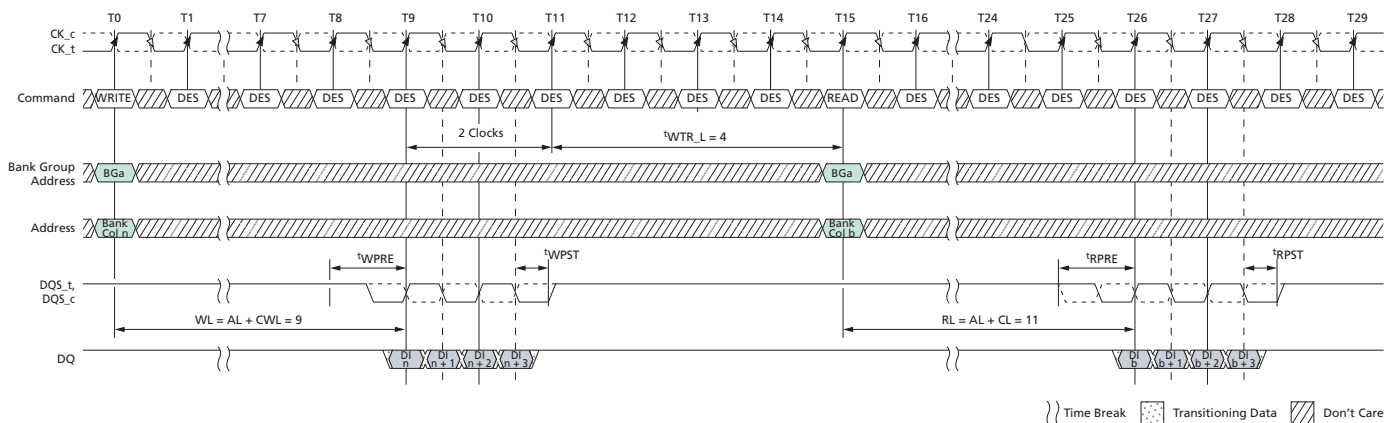 T0 T1 T7 T8 T9 T10 T11 T12 T13 T14 T15 T16 T24 T25 T26 T27 T28 T29
CK_c
CK_t
Command WRITE DES DES DES DES DES DES DES DES DES READ DES DES DES DES DES DES DES
2 Clocks tWTR_L = 4
Bank Group
Address BGa BGa
Address Bank
Col n Bank
Col b
tWPRE tWPST tRPRE tRPST
DQS_t,
DQS_c
WL = AL + CWL = 9 RL = AL + CL = 11
DQ DI
n DI
n + 1 DI
n + 2 DI
n + 3 DI
b DI
b + 1 DI
b + 2 DI
b + 3
Time Break Transitioning Data Don't Care